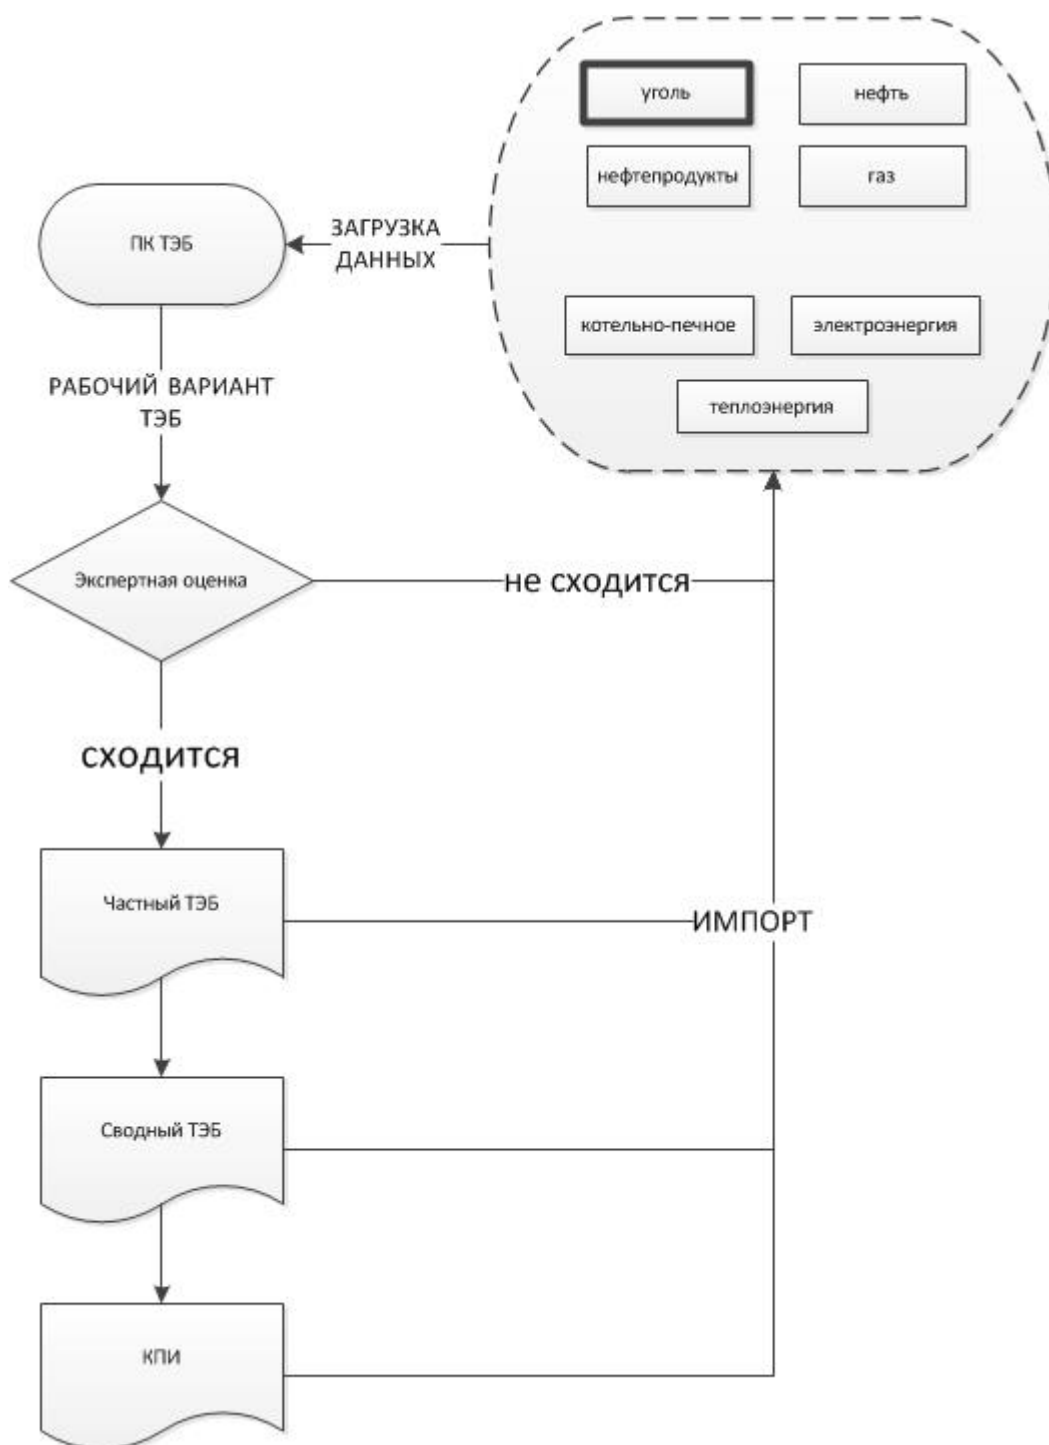 уголь
нефть
нефтепродукты
газ
ПК ТЭБ
ЗАГРУЗКА
ДАННЫХ
котельно-печное
электроэнергия
теплоэнергия
РАБОЧИЙ ВАРИАНТ
ТЭБ
Экспертная оценка
не сходится
сходится
Частный ТЭБ
ИМПОРТ
Сводный ТЭБ
КПИ